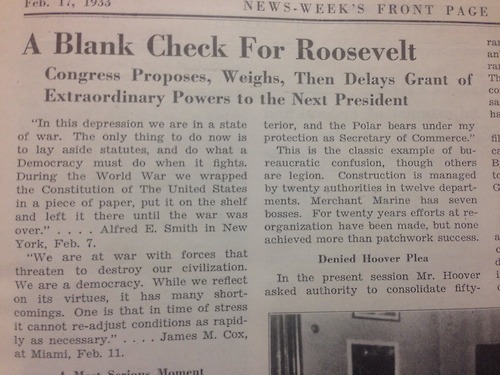 Feb. 17, 1933
NEWS-WEEK'S FRONT PAGE
A Blank Check For Roosevelt
Congress Proposes, Weighs, Then Delays Grant of
Extraordinary Powers to the Next President
"In this depression we are in a state
of war. The only thing to do now is
to lay aside statutes, and do what a
Democracy must do when it fights.
During the World War we wrapped
the Constitution of The United States
in a piece of paper, put it on the shelf
and left it there until the war was
over." . . . . Alfred E. Smith in New
York, Feb. 7.
"We are at war with forces that
threaten to destroy our civilization.
We are a democracy. While we reflect
on its virtues, it has many short-
comings. One is that in time of stress
it cannot re-adjust conditions as rapid-
ly as necessary." . . . . James M. Cox,
at Miami, Feb. 11.
A Most Serious Moment
terior, and the Polar bears under my
protection as Secretary of Commerce."
This is the classic example of bu-
reaucratic confusion, though others
are legion. Construction is managed
by twenty authorities in twelve depart-
ments. Merchant Marine has seven
bosses. For twenty years efforts at re-
organization have been made, but none
achieved more than patchwork success.
Denied Hoover Plea
In the present session Mr. Hoover
asked authority to consolidate fifty-